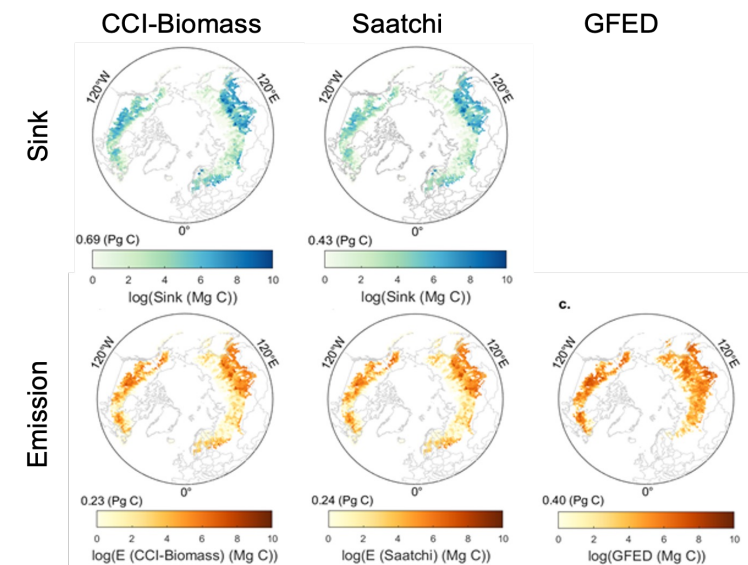 CCI-Biomass Saatchi GFED
Sink
120°W 120°E 120°W 120°E
0° 0°
0.69 (Pg C) 0.43 (Pg C)
0 2 4 6 8 10 0 2 4 6 8 10
log(Sink (Mg C)) log(Sink (Mg C))
c.
Emission
120°W 120°E 120°W 120°E 120°W 120°E
0° 0° 0°
0.23 (Pg C) 0.24 (Pg C) 0.40 (Pg C)
0 2 4 6 8 10 0 2 4 6 8 10 0 2 4 6 8 10
log(E (CCI-Biomass) (Mg C)) log(E (Saatchi) (Mg C)) log(GFED (Mg C))